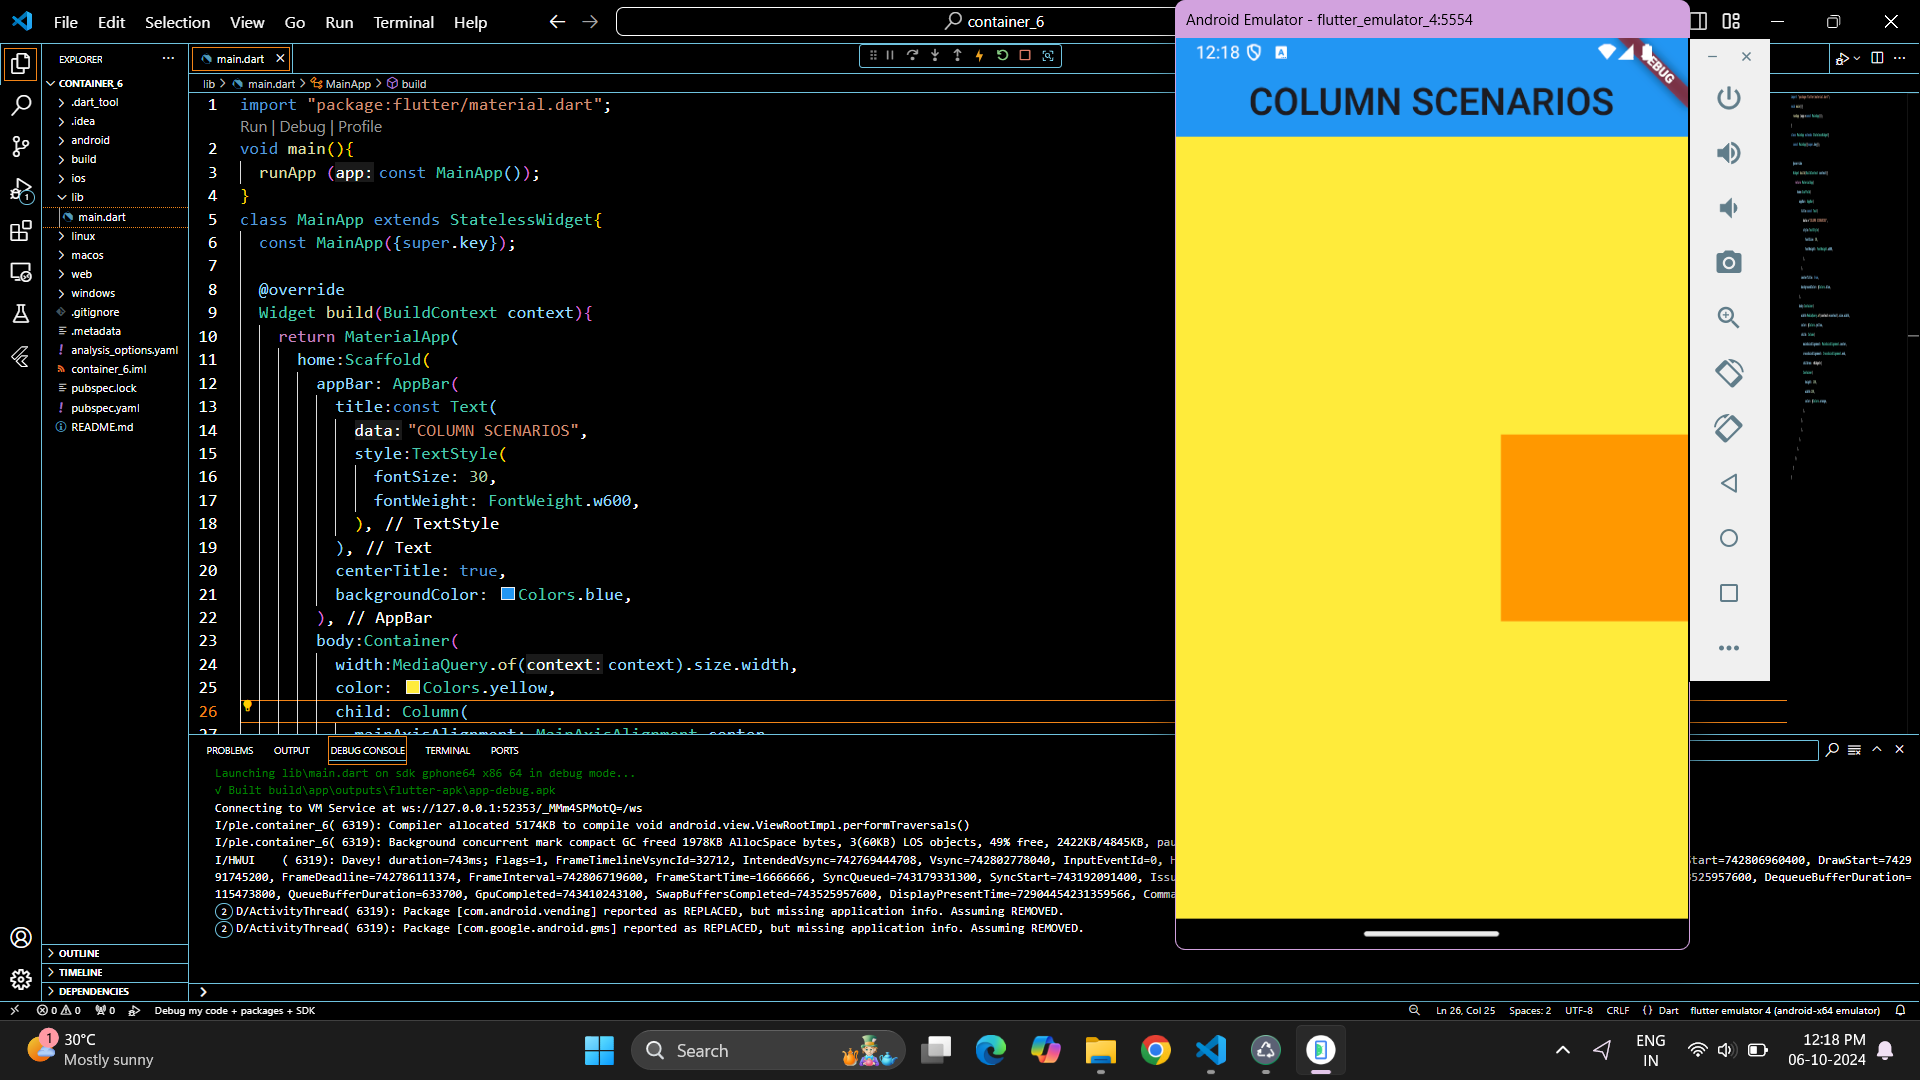 File Edit Selection View Go Run Terminal Help
container_6
Android Emulator - flutter_emulator_4:5554
EXPLORER
CONTAINER_6
.dart_tool
.idea
android
build
ios
lib
main.dart
linux
macos
web
windows
.gitignore
.metadata
analysis_options.yaml
container_6.iml
pubspec.lock
pubspec.yaml
README.md
OUTLINE
TIMELINE
DEPENDENCIES
main.dart
lib > main.dart > MainApp > build
1 import "package:flutter/material.dart";
Run | Debug | Profile
2 void main(){
3 runApp (app: const MainApp());
4 }
5 class MainApp extends StatelessWidget{
6 const MainApp({super.key});
7
8 @override
9 Widget build(BuildContext context){
10 return MaterialApp(
11 home:Scaffold(
12 appBar: AppBar(
13 title:const Text(
14 data: "COLUMN SCENARIOS",
15 style:TextStyle(
16 fontSize: 30,
17 fontWeight: FontWeight.w600,
18 ), // TextStyle
19 ), // Text
20 centerTitle: true,
21 backgroundColor: Colors.blue,
22 ), // AppBar
23 body:Container(
24 width:MediaQuery.of(context: context).size.width,
25 color: Colors.yellow,
26 child: Column(
27 mainAxisAlignment: MainAxisAlignment.center,
12:18
DEBUG
COLUMN SCENARIOS
PROBLEMS OUTPUT DEBUG CONSOLE TERMINAL PORTS
Launching lib\main.dart on sdk gphone64 x86 64 in debug mode...
√ Built build\app\outputs\flutter-apk\app-debug.apk
Connecting to VM Service at ws://127.0.0.1:52353/_MMm4SPMotQ=/ws
I/ple.container_6( 6319): Compiler allocated 5174KB to compile void android.view.ViewRootImpl.performTraversals()
I/ple.container_6( 6319): Background concurrent mark compact GC freed 1978KB AllocSpace bytes, 3(60KB) LOS objects, 49% free, 2422KB/4845KB, pau
I/HWUI ( 6319): Davey! duration=743ms; Flags=1, FrameTimelineVsyncId=32712, IntendedVsync=742769444708, Vsync=742802778040, InputEventId=0, H start=742806960400, DrawStart=7429
91745200, FrameDeadline=742786111374, FrameInterval=742806719600, FrameStartTime=16666666, SyncQueued=743179331300, SyncStart=743192091400, Issu 3525957600, DequeueBufferDuration=
115473800, QueueBufferDuration=633700, GpuCompleted=743410243100, SwapBuffersCompleted=743525957600, DisplayPresentTime=72904454231359566, Comma
2 D/ActivityThread( 6319): Package [com.android.vending] reported as REPLACED, but missing application info. Assuming REMOVED.
2 D/ActivityThread( 6319): Package [com.google.android.gms] reported as REPLACED, but missing application info. Assuming REMOVED.
0 0 0 Debug my code + packages + SDK
Ln 26, Col 25 Spaces: 2 UTF-8 CRLF { } Dart flutter emulator 4 (android-x64 emulator)
1 30°C
Mostly sunny
Search
ENG
IN
12:18 PM
06-10-2024